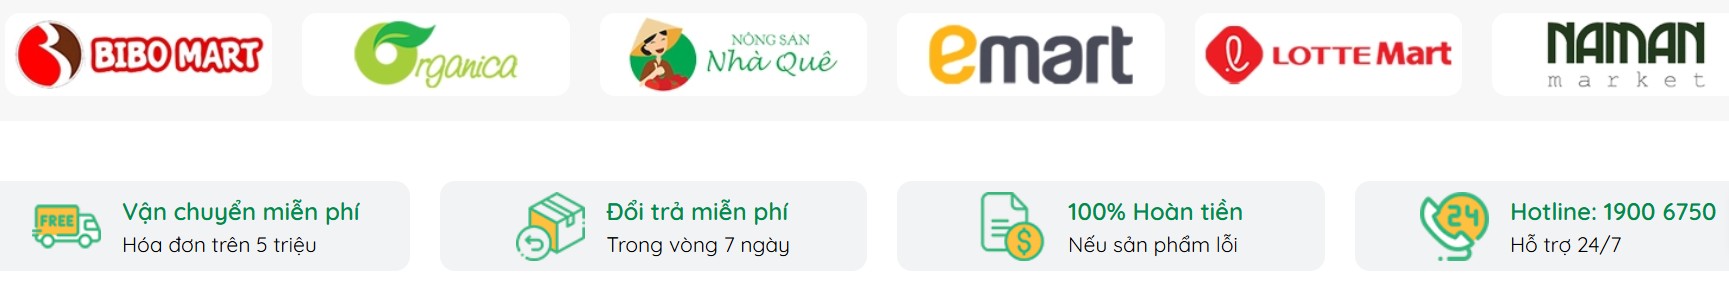 BIBO MART
Organica
NÔNG SẢN
Nhà Quê
emart
LOTTE Mart
NAMAN
market
FREE
Vận chuyển miễn phí
Hóa đơn trên 5 triệu
Đổi trả miễn phí
Trong vòng 7 ngày
$
100% Hoàn tiền
Nếu sản phẩm lỗi
24
Hotline: 1900 6750
Hỗ trợ 24/7